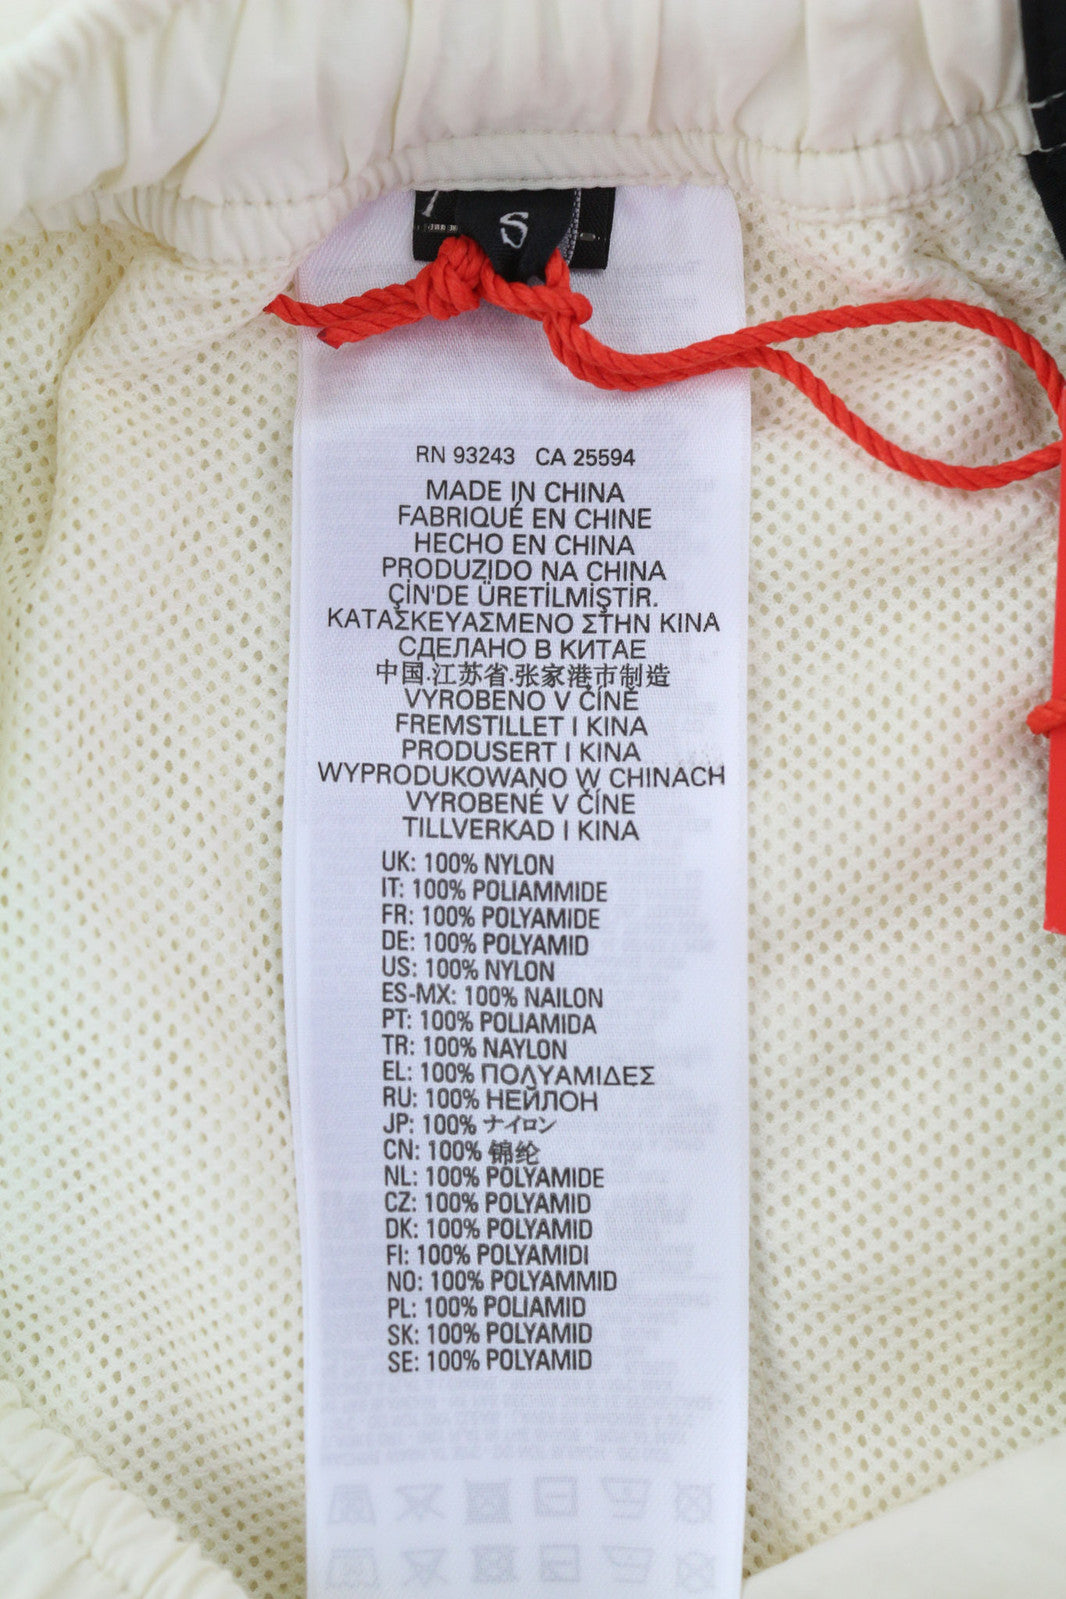 S
RN 93243 CA 25594
MADE IN CHINA
FABRIQUÉ EN CHINE
HECHO EN CHINA
PRODUZIDO NA CHINA
ÇİN'DE ÜRETİLMİŞTİR.
ΚΑΤΑΣΚΕΥΑΣΜΕΝΟ ΣΤΗΝ ΚΙΝΑ
СДЕЛАНО В КИТАЕ
中国.江苏省.张家港市制造
VYROBENO V ČÍNĚ
FREMSTILLET I KINA
PRODUSERT I KINA
WYPRODUKOWANO W CHINACH
VYROBENÉ V ČÍNE
TILLVERKAD I KINA
UK: 100% NYLON
IT: 100% POLIAMMIDE
FR: 100% POLYAMIDE
DE: 100% POLYAMID
US: 100% NYLON
ES-MX: 100% NAILON
PT: 100% POLIAMIDA
TR: 100% NAYLON
EL: 100% ΠΟΛΥΑΜΙΔΕΣ
RU: 100% НЕЙЛОН
JP: 100% ナイロン
CN: 100% 锦纶
NL: 100% POLYAMIDE
CZ: 100% POLYAMID
DK: 100% POLYAMID
FI: 100% POLYAMIDI
NO: 100% POLYAMMID
PL: 100% POLIAMID
SK: 100% POLYAMID
SE: 100% POLYAMID